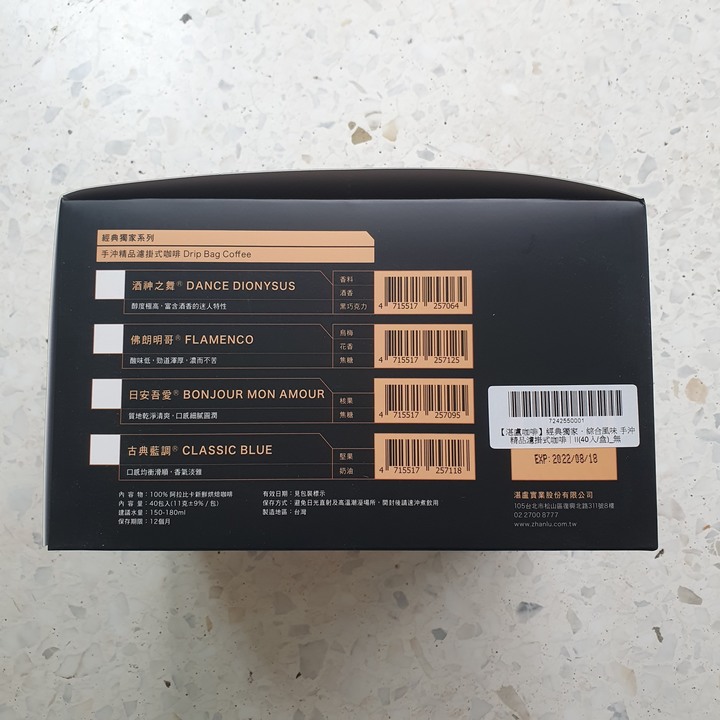 經典獨家系列
手沖精品濾掛式咖啡 Drip Bag Coffee
酒神之舞® DANCE DIONYSUS
醇度極高，富含酒香的迷人特性
香料
酒香
黑巧克力
4 715517 257064
佛朗明哥® FLAMENCO
酸味低，勁道渾厚，濃而不苦
烏梅
花香
焦糖
4 715517 257125
日安吾愛® BONJOUR MON AMOUR
質地乾淨清爽，口感細膩圓潤
核果
焦糖
4 715517 257095
古典藍調® CLASSIC BLUE
口感均衡滑順，香氣淡雅
堅果
奶油
4 715517 257118
內 容 物：100% 阿拉比卡新鮮烘焙咖啡
內 容 量：40包入(11克±9% / 包)
建議水量：150-180ml
保存期限：12個月
有效日期：見包裝標示
保存方式：避免日光直射及高溫潮溼場所，開封後請速沖煮飲用
製造地區：台灣
7242550001
【湛盧咖啡】經典獨家．綜合風味 手沖
精品濾掛式咖啡｜II(40入/盒)_無
EXP:2022/08/18
湛盧實業股份有限公司
105台北市松山區復興北路311號8樓
02 2700 8777
www.zhanlu.com.tw